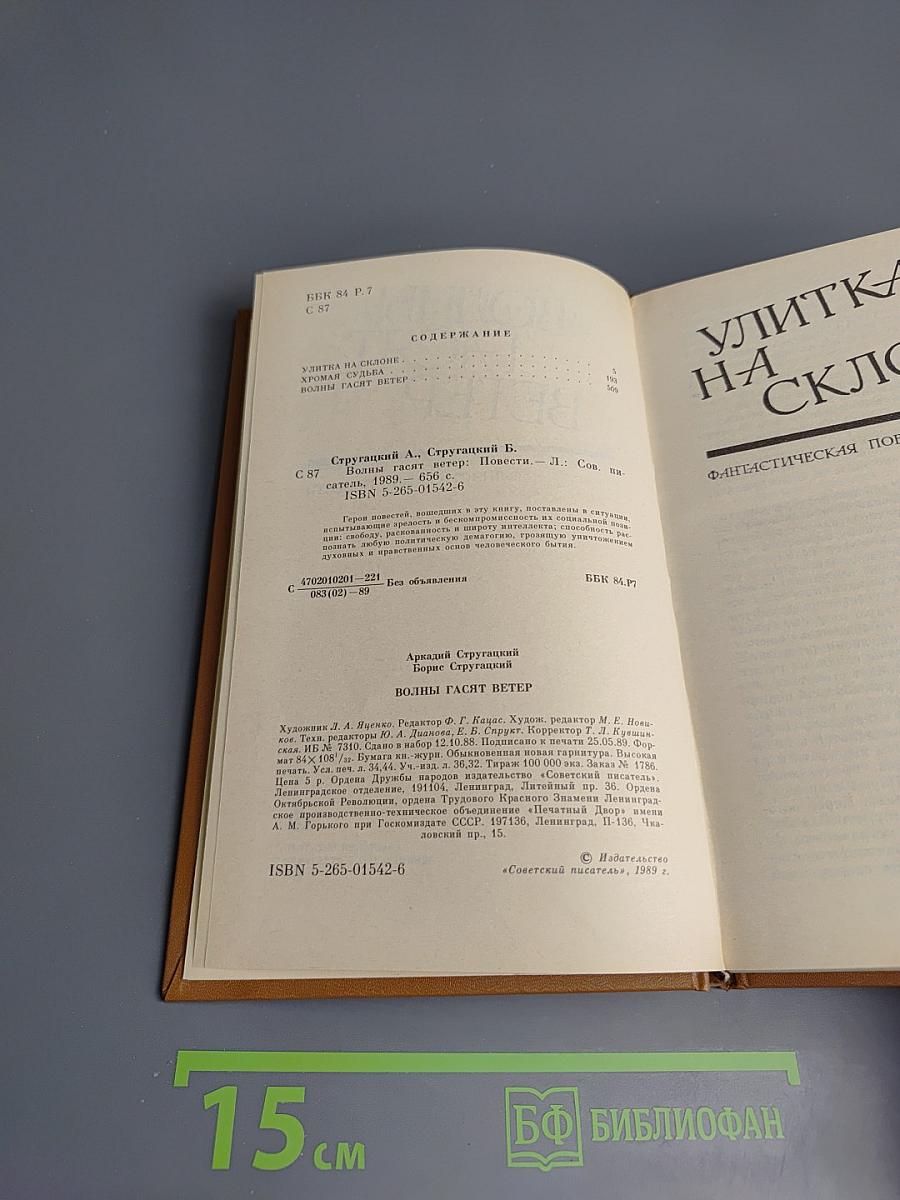 ББК 84 Р.7
С 87
СОДЕРЖАНИЕ
УЛИТКА НА СКЛОНЕ . . . . . . . . . . . . . . . . 5
ХРОМАЯ СУДЬБА . . . . . . . . . . . . . . . . 193
ВОЛНЫ ГАСЯТ ВЕТЕР . . . . . . . . . . . . . . . . 509
Стругацкий А., Стругацкий Б.
С 87 Волны гасят ветер: Повести.— Л.: Сов. пи-
сатель, 1989.— 656 с.
ISBN 5-265-01542-6
Герои повестей, вошедших в эту книгу, поставлены в ситуации,
испытывающие зрелость и бескомпромиссность их социальной пози-
ции: свободу, раскованность и широту интеллекта; способность рас-
познать любую политическую демагогию, грозящую уничтожением
духовных и нравственных основ человеческого бытия.
С 4702010201—221 Без объявления ББК 84.Р7
083(02)—89
Аркадий Стругацкий
Борис Стругацкий
ВОЛНЫ ГАСЯТ ВЕТЕР
Художник Л. А. Яценко. Редактор Ф. Г. Кацас. Худож. редактор М. Е. Нови-
ков. Техн. редакторы Ю. А. Дианова, Е. Б. Спрукт. Корректор Т. Л. Кувшин-
ская. ИБ № 7310. Сдано в набор 12.10.88. Подписано к печати 25.05.89. Фор-
мат 84×108¹/₃₂. Бумага кн.-журн. Обыкновенная новая гарнитура. Высокая
печать. Усл. печ. л. 34,44. Уч.-изд. л. 36,32. Тираж 100 000 экз. Заказ № 1786.
Цена 5 р. Ордена Дружбы народов издательство «Советский писатель».
Ленинградское отделение, 191104, Ленинград, Литейный пр. 36. Ордена
Октябрьской Революции, ордена Трудового Красного Знамени Ленинград-
ское производственно-техническое объединение «Печатный Двор» имени
А. М. Горького при Госкомиздате СССР. 197136, Ленинград, П-136, Чка-
ловский пр., 15.
ISBN 5-265-01542-6
© Издательство
«Советский писатель», 1989 г.
УЛИТКА
НА
СКЛО
ФАНТАСТИЧЕСКАЯ ПОВ
15 см
БФ БИБЛИОФАН